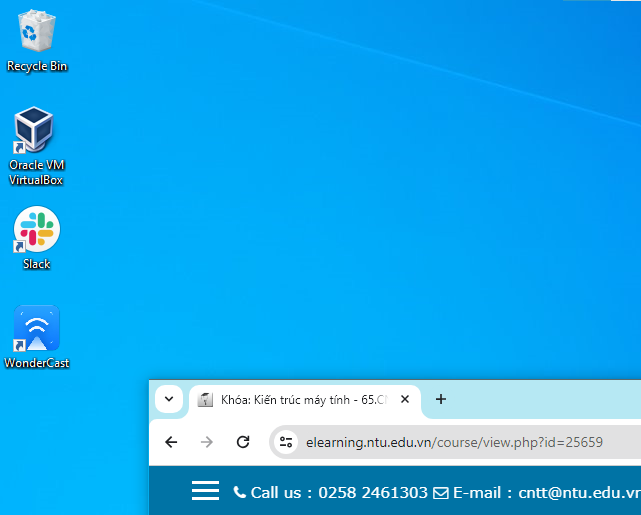 Recycle Bin
Oracle VM
VirtualBox
Slack
WonderCast
Khóa: Kiến trúc máy tính - 65.C
elearning.ntu.edu.vn/course/view.php?id=25659
Call us : 0258 2461303 E-mail : cntt@ntu.edu.vn